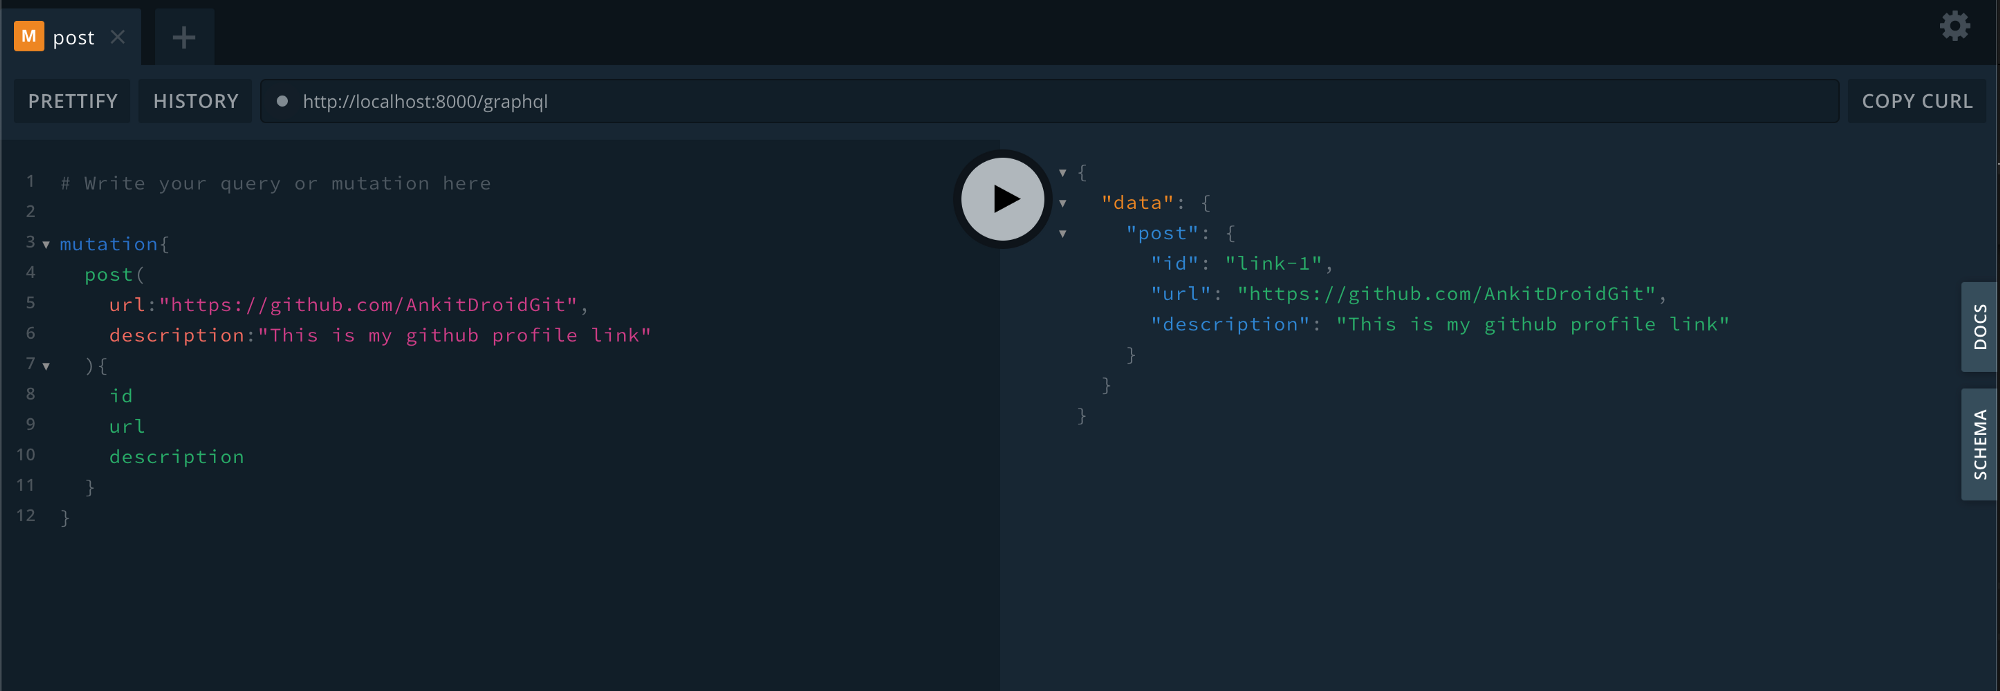 M post
PRETTIFY HISTORY http://localhost:8000/graphql COPY CURL
1 # Write your query or mutation here
2
3 mutation{
4 post(
5 url:"https://github.com/AnkitDroidGit",
6 description:"This is my github profile link"
7 ){
8 id
9 url
10 description
11 }
12 }
{
"data": {
"post": {
"id": "link-1",
"url": "https://github.com/AnkitDroidGit",
"description": "This is my github profile link"
}
}
}
DOCS
SCHEMA